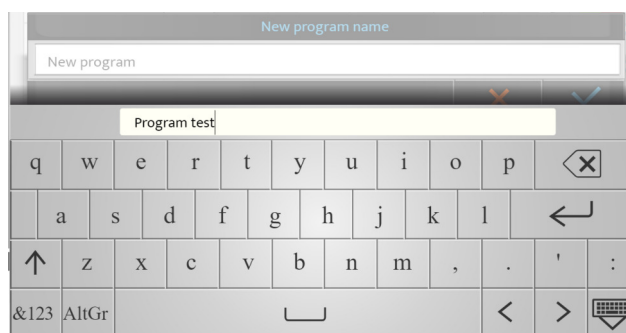 New program name
New program
Program test
q w e r t y u i o p
a s d f g h j k l
z x c v b n m , . ' :
&123 AltGr < >